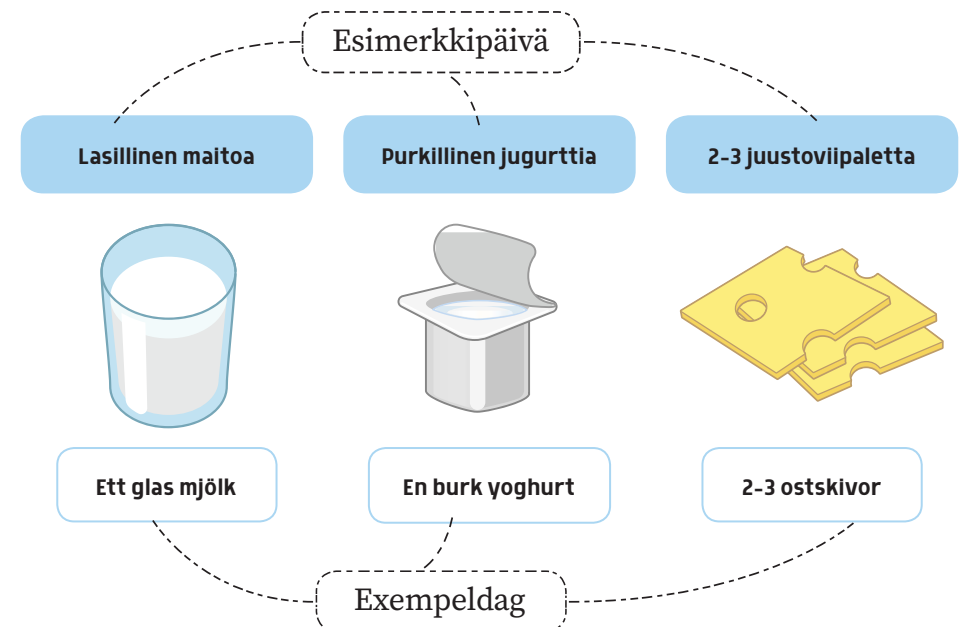 Esimerkkipäivä
Lasillinen maitoa
Purkillinen jugurttia
2-3 juustoviipaletta
Ett glas mjölk
En burk yoghurt
2-3 ostskivor
Exempeldag